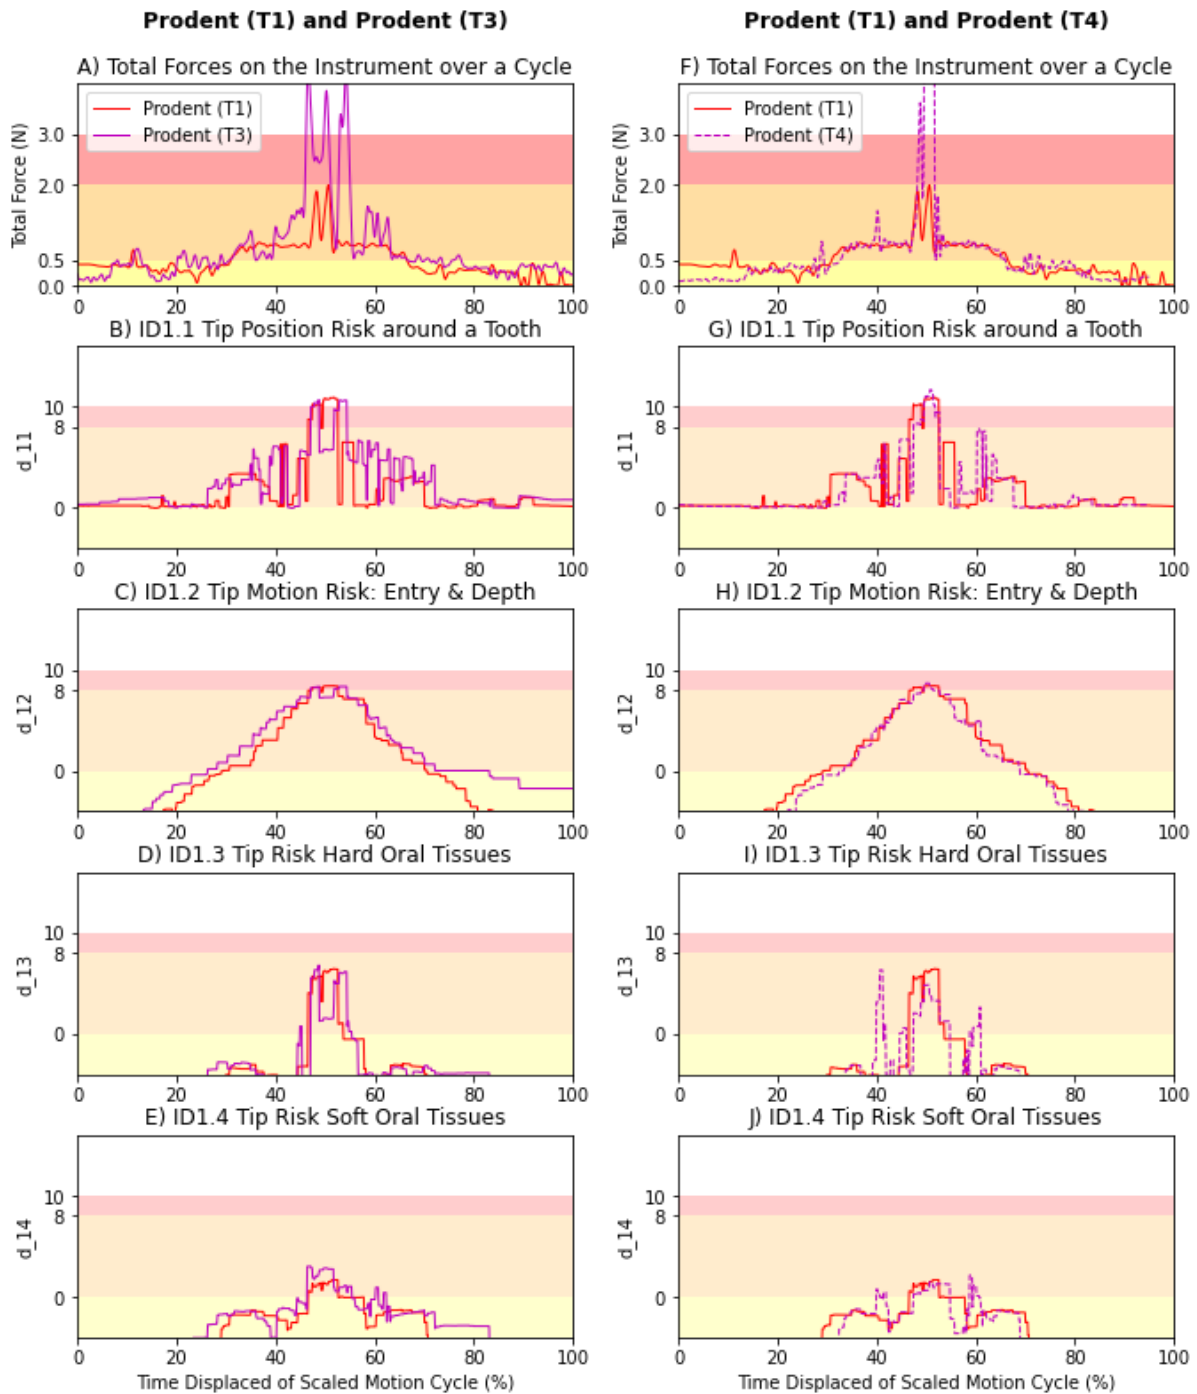 Prodent (T1) and Prodent (T3)
A) Total Forces on the Instrument over a Cycle
Total Force (N)
3.0
2.0
0.5
0.0
Prodent (T1)
Prodent (T3)
0 20 40 60 80 100
B) ID1.1 Tip Position Risk around a Tooth
d_11
10
8
0
0 20 40 60 80 100
C) ID1.2 Tip Motion Risk: Entry & Depth
d_12
10
8
0
0 20 40 60 80 100
D) ID1.3 Tip Risk Hard Oral Tissues
d_13
10
8
0
0 20 40 60 80 100
E) ID1.4 Tip Risk Soft Oral Tissues
d_14
10
8
0
0 20 40 60 80 100
Time Displaced of Scaled Motion Cycle (%)
Prodent (T1) and Prodent (T4)
F) Total Forces on the Instrument over a Cycle
Total Force (N)
3.0
2.0
0.5
0.0
Prodent (T1)
Prodent (T4)
0 20 40 60 80 100
G) ID1.1 Tip Position Risk around a Tooth
d_11
10
8
0
0 20 40 60 80 100
H) ID1.2 Tip Motion Risk: Entry & Depth
d_12
10
8
0
0 20 40 60 80 100
I) ID1.3 Tip Risk Hard Oral Tissues
d_13
10
8
0
0 20 40 60 80 100
J) ID1.4 Tip Risk Soft Oral Tissues
d_14
10
8
0
0 20 40 60 80 100
Time Displaced of Scaled Motion Cycle (%)